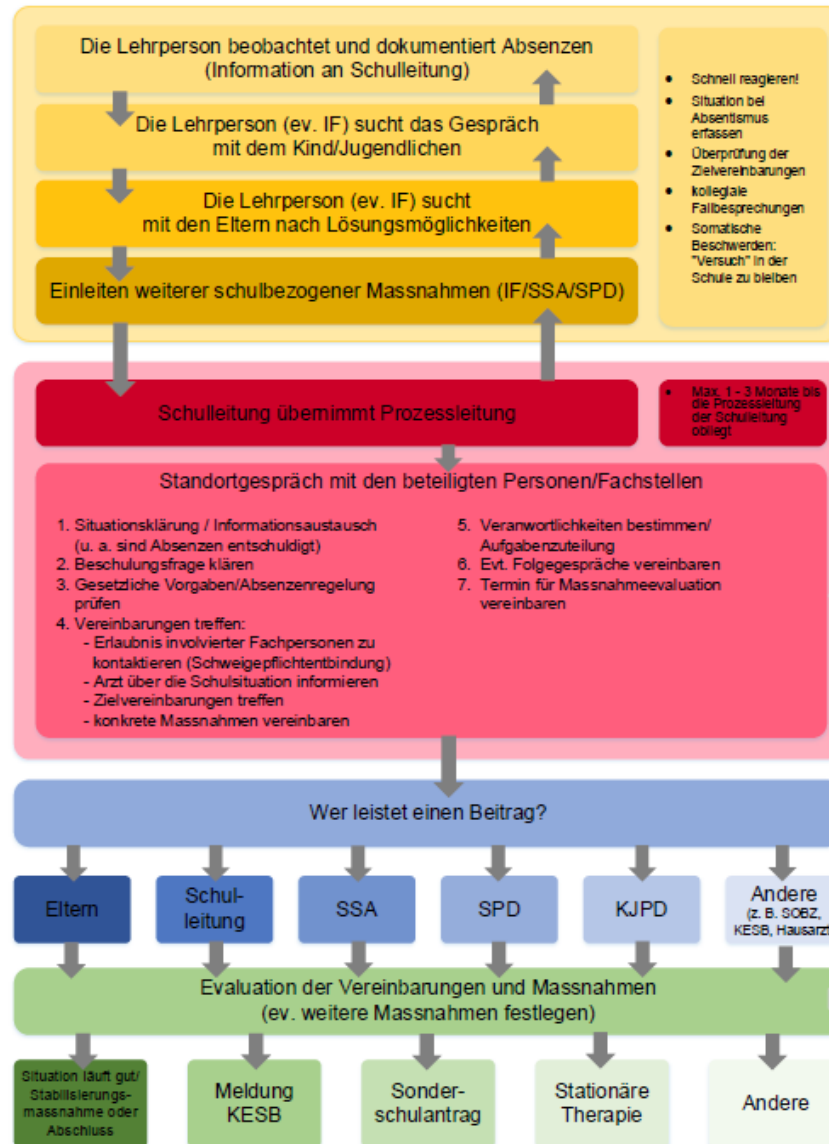 Die Lehrperson beobachtet und dokumentiert Absenzen
(Information an Schulleitung)
Die Lehrperson (ev. IF) sucht das Gespräch
mit dem Kind/Jugendlichen
Die Lehrperson (ev. IF) sucht
mit den Eltern nach Lösungsmöglichkeiten
Einleiten weiterer schulbezogener Massnahmen (IF/SSA/SPD)
• Schnell reagieren!
• Situation bei
Absentismus
erfassen
• Überprüfung der
Zielvereinbarungen
• kollegiale
Fallbesprechungen
• Somatische
Beschwerden:
"Versuch" in der
Schule zu bleiben
Schulleitung übernimmt Prozessleitung
• Max. 1 - 3 Monate bis
die Prozessleitung
der Schulleitung
obliegt
Standortgespräch mit den beteiligten Personen/Fachstellen
1. Situationsklärung / Informationsaustausch
(u. a. sind Absenzen entschuldigt)
2. Beschulungsfrage klären
3. Gesetzliche Vorgaben/Absenzenregelung
prüfen
4. Vereinbarungen treffen:
- Erlaubnis involvierter Fachpersonen zu
kontaktieren (Schweigepflichtentbindung)
- Arzt über die Schulsituation informieren
- Zielvereinbarungen treffen
- konkrete Massnahmen vereinbaren
5. Veranwortlichkeiten bestimmen/
Aufgabenzuteilung
6. Evt. Folgegespräche vereinbaren
7. Termin für Massnahmeevaluation
vereinbaren
Wer leistet einen Beitrag?
Eltern
Schul-
leitung
SSA
SPD
KJPD
Andere
(z. B. SOBZ,
KESB, Hausarzt
Evaluation der Vereinbarungen und Massnahmen
(ev. weitere Massnahmen festlegen)
Situation läuft gut/
Stabilisierungs-
massnahme oder
Abschluss
Meldung
KESB
Sonder-
schulantrag
Stationäre
Therapie
Andere